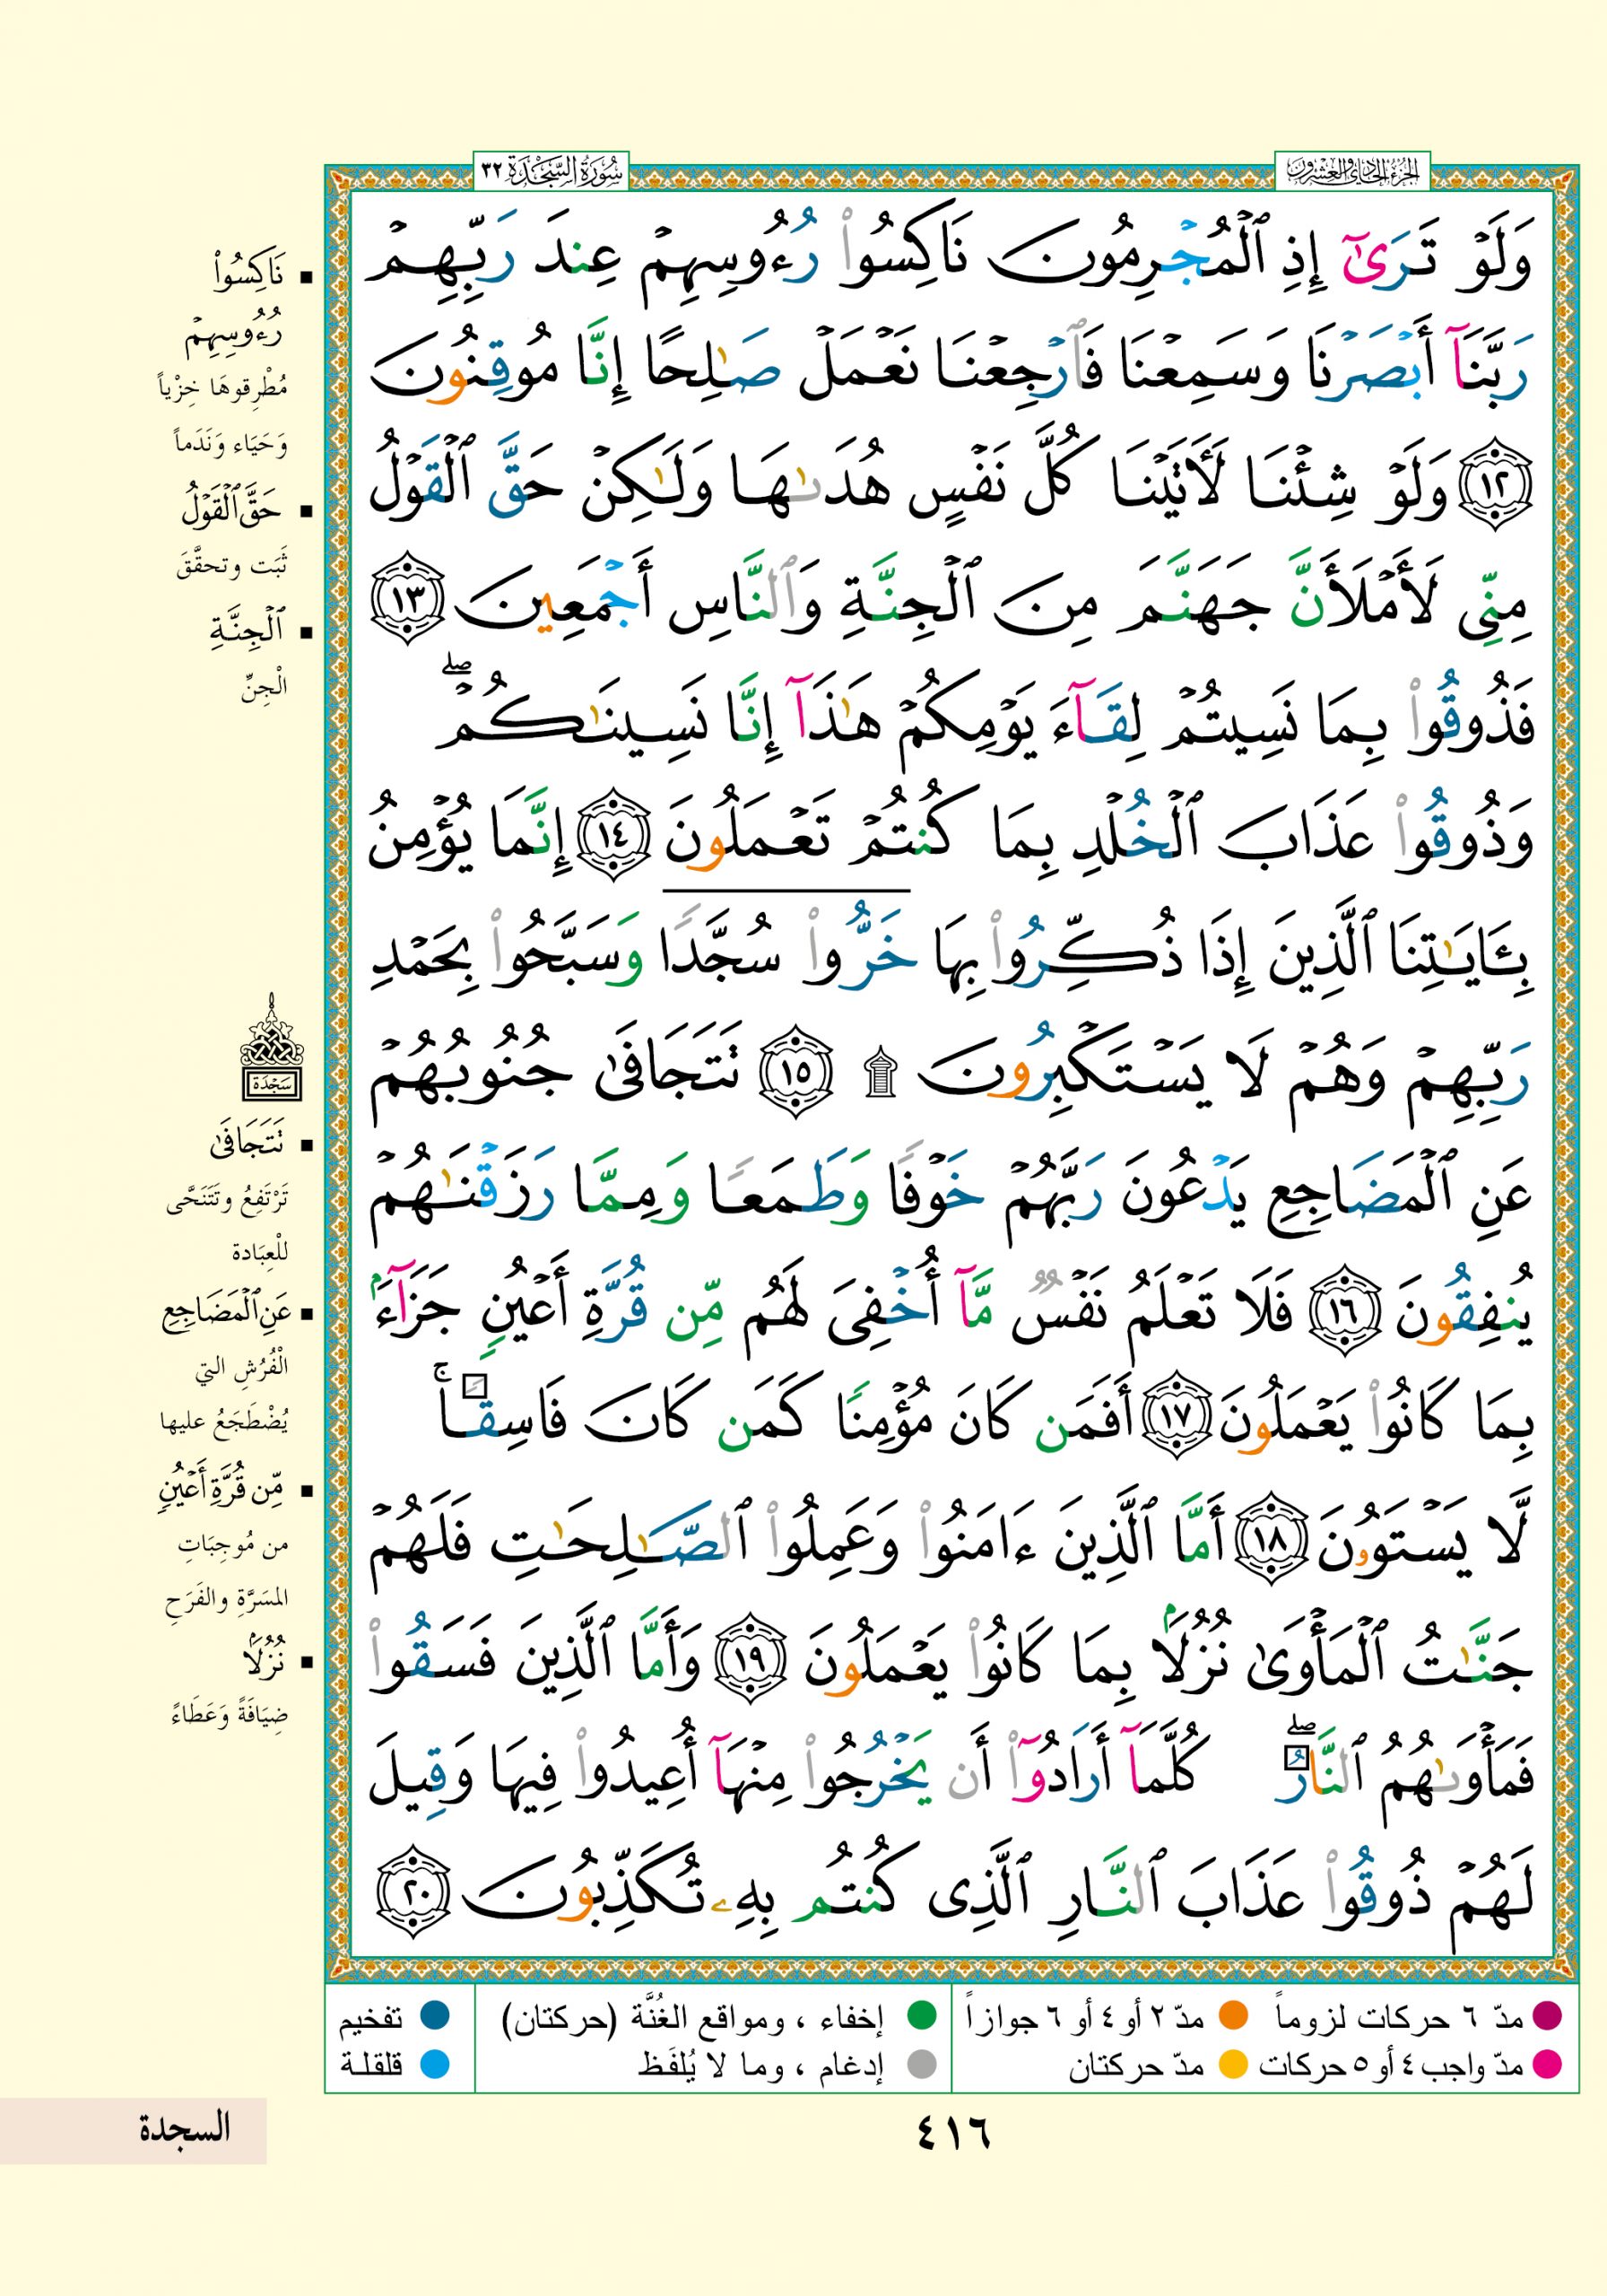 الجزء الحادي والعشرون
سُورَةُ السَّجْدَة ٣٢
وَلَوْ تَرَىٰٓ إِذِ ٱلْمُجْرِمُونَ نَاكِسُوا۟ رُءُوسِهِمْ عِندَ رَبِّهِمْ
رَبَّنَآ أَبْصَرْنَا وَسَمِعْنَا فَٱرْجِعْنَا نَعْمَلْ صَـٰلِحًا إِنَّا مُوقِنُونَ
١٢ وَلَوْ شِئْنَا لَـَٔاتَيْنَا كُلَّ نَفْسٍ هُدَىٰهَا وَلَـٰكِنْ حَقَّ ٱلْقَوْلُ
مِنِّى لَأَمْلَأَنَّ جَهَنَّمَ مِنَ ٱلْجِنَّةِ وَٱلنَّاسِ أَجْمَعِينَ ١٣
فَذُوقُوا۟ بِمَا نَسِيتُمْ لِقَآءَ يَوْمِكُمْ هَـٰذَآ إِنَّا نَسِينَـٰكُمْ ۖ
وَذُوقُوا۟ عَذَابَ ٱلْخُلْدِ بِمَا كُنتُمْ تَعْمَلُونَ ١٤ إِنَّمَا يُؤْمِنُ
بِـَٔايَـٰتِنَا ٱلَّذِينَ إِذَا ذُكِّرُوا۟ بِهَا خَرُّوا۟ سُجَّدًا وَسَبَّحُوا۟ بِحَمْدِ
رَبِّهِمْ وَهُمْ لَا يَسْتَكْبِرُونَ ۩ ١٥ تَتَجَافَىٰ جُنُوبُهُمْ
عَنِ ٱلْمَضَاجِعِ يَدْعُونَ رَبَّهُمْ خَوْفًا وَطَمَعًا وَمِمَّا رَزَقْنَـٰهُمْ
يُنفِقُونَ ١٦ فَلَا تَعْلَمُ نَفْسٌ مَّآ أُخْفِىَ لَهُم مِّن قُرَّةِ أَعْيُنٍ جَزَآءًۢ
بِمَا كَانُوا۟ يَعْمَلُونَ ١٧ أَفَمَن كَانَ مُؤْمِنًا كَمَن كَانَ فَاسِقًا ۚ
لَّا يَسْتَوُۥنَ ١٨ أَمَّا ٱلَّذِينَ ءَامَنُوا۟ وَعَمِلُوا۟ ٱلصَّـٰلِحَـٰتِ فَلَهُمْ
جَنَّـٰتُ ٱلْمَأْوَىٰ نُزُلًۢا بِمَا كَانُوا۟ يَعْمَلُونَ ١٩ وَأَمَّا ٱلَّذِينَ فَسَقُوا۟
فَمَأْوَىٰهُمُ ٱلنَّارُ ۖ كُلَّمَآ أَرَادُوٓا۟ أَن يَخْرُجُوا۟ مِنْهَآ أُعِيدُوا۟ فِيهَا وَقِيلَ
لَهُمْ ذُوقُوا۟ عَذَابَ ٱلنَّارِ ٱلَّذِى كُنتُم بِهِۦ تُكَذِّبُونَ ٢٠
▪ نَاكِسُوا۟
رُءُوسِهِمْ
مُطْرِقوهَا خِزْياً
وَحَيَاء وَنَدَماً
▪ حَقَّ ٱلْقَوْلُ
ثَبَت وتحقَّقَ
▪ ٱلْجِنَّةِ
الْجِنِّ
سَجْدَة
▪ تَتَجَافَىٰ
تَرْتَفِعُ وتَتَنَحَّى
للْعِبَادة
▪ عَنِ ٱلْمَضَاجِعِ
الْفُرُشِ التي
يُضْطَجَعُ عليها
▪ مِّن قُرَّةِ أَعْيُنٍ
من مُوجِبَاتِ
المسَرَّةِ والفَرَحِ
▪ نُزُلًۢا
ضِيَافَةً وَعَطَاءً
مدّ ٦ حركات لزوماً مدّ ٢ أو ٤ أو ٦ جوازاً إخفاء ، ومواقع الغُنَّة (حركتان) تفخيم
مدّ واجب ٤ أو ٥ حركات مدّ حركتان إدغام ، وما لا يُلفَظ قلقلة
٤١٦
السجدة